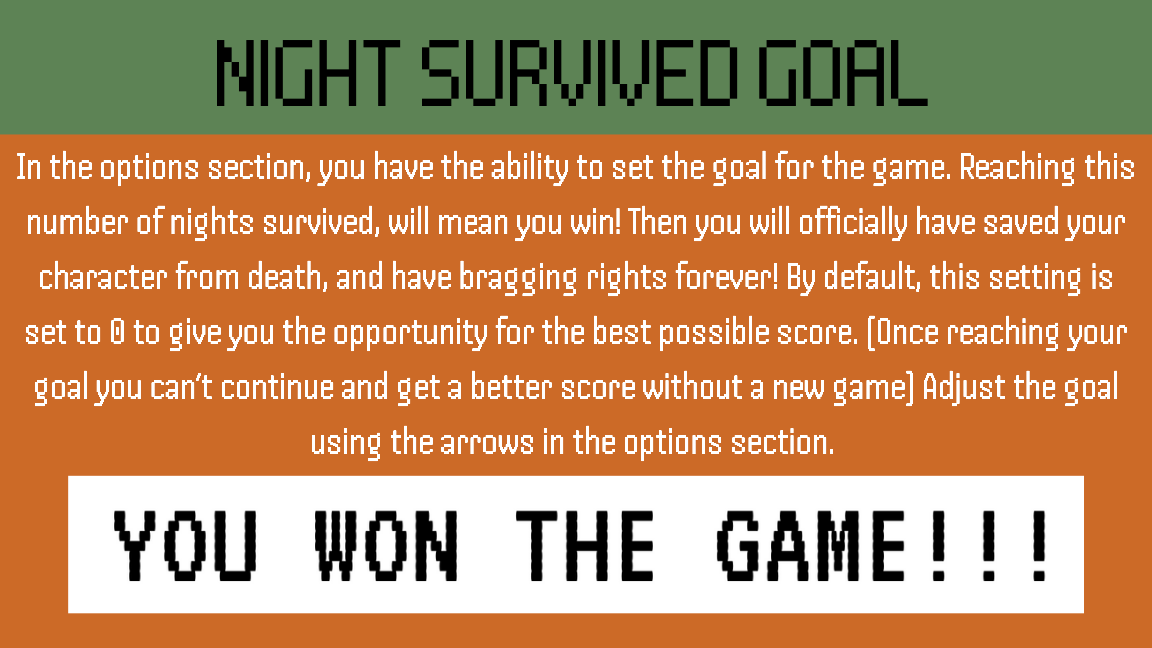 NIGHT SURVIVED GOAL
In the options section, you have the ability to set the goal for the game. Reaching this
number of nights survived, will mean you win! Then you will officially have saved your
character from death, and have bragging rights forever! By default, this setting is
set to 0 to give you the opportunity for the best possible score. (Once reaching your
goal you can't continue and get a better score without a new game) Adjust the goal
using the arrows in the options section.
YOU WON THE GAME!!!